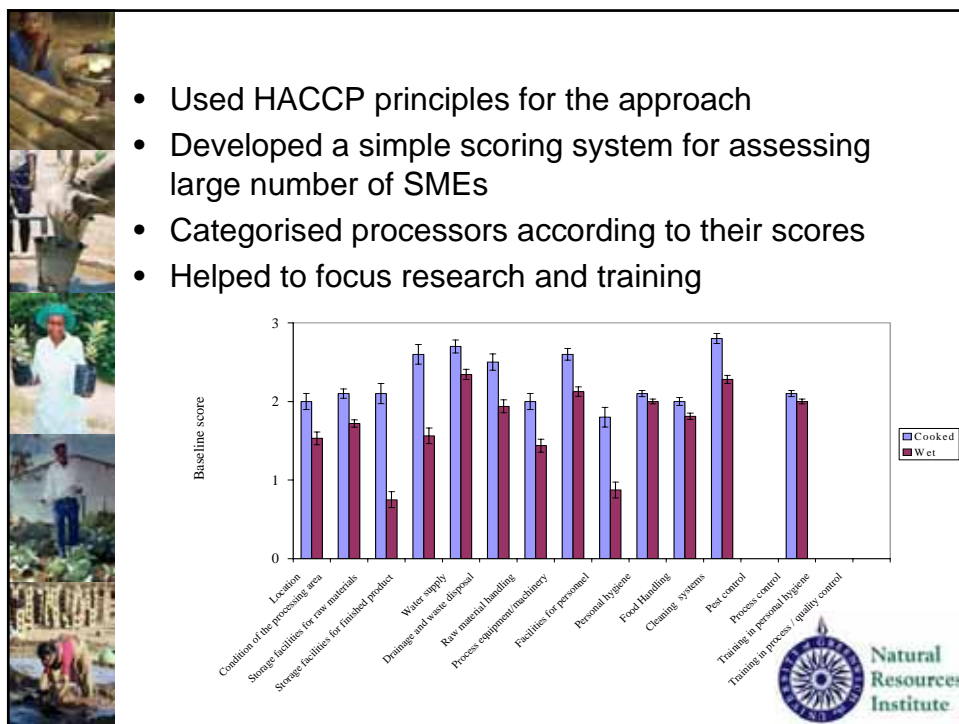 • Used HACCP principles for the approach
• Developed a simple scoring system for assessing
large number of SMEs
• Categorised processors according to their scores
• Helped to focus research and training
3
2
1
0
Baseline score
Cooked
Wet
Location
Condition of the processing area
Storage facilities for raw materials
Storage facilities for finished product
Water supply
Drainage and waste disposal
Raw material handling
Process equipment/machinery
Facilities for personnel
Personal hygiene
Food Handling
Cleaning systems
Pest control
Process control
Training in personal hygiene
Training in process / quality control
Natural
Resources
Institute